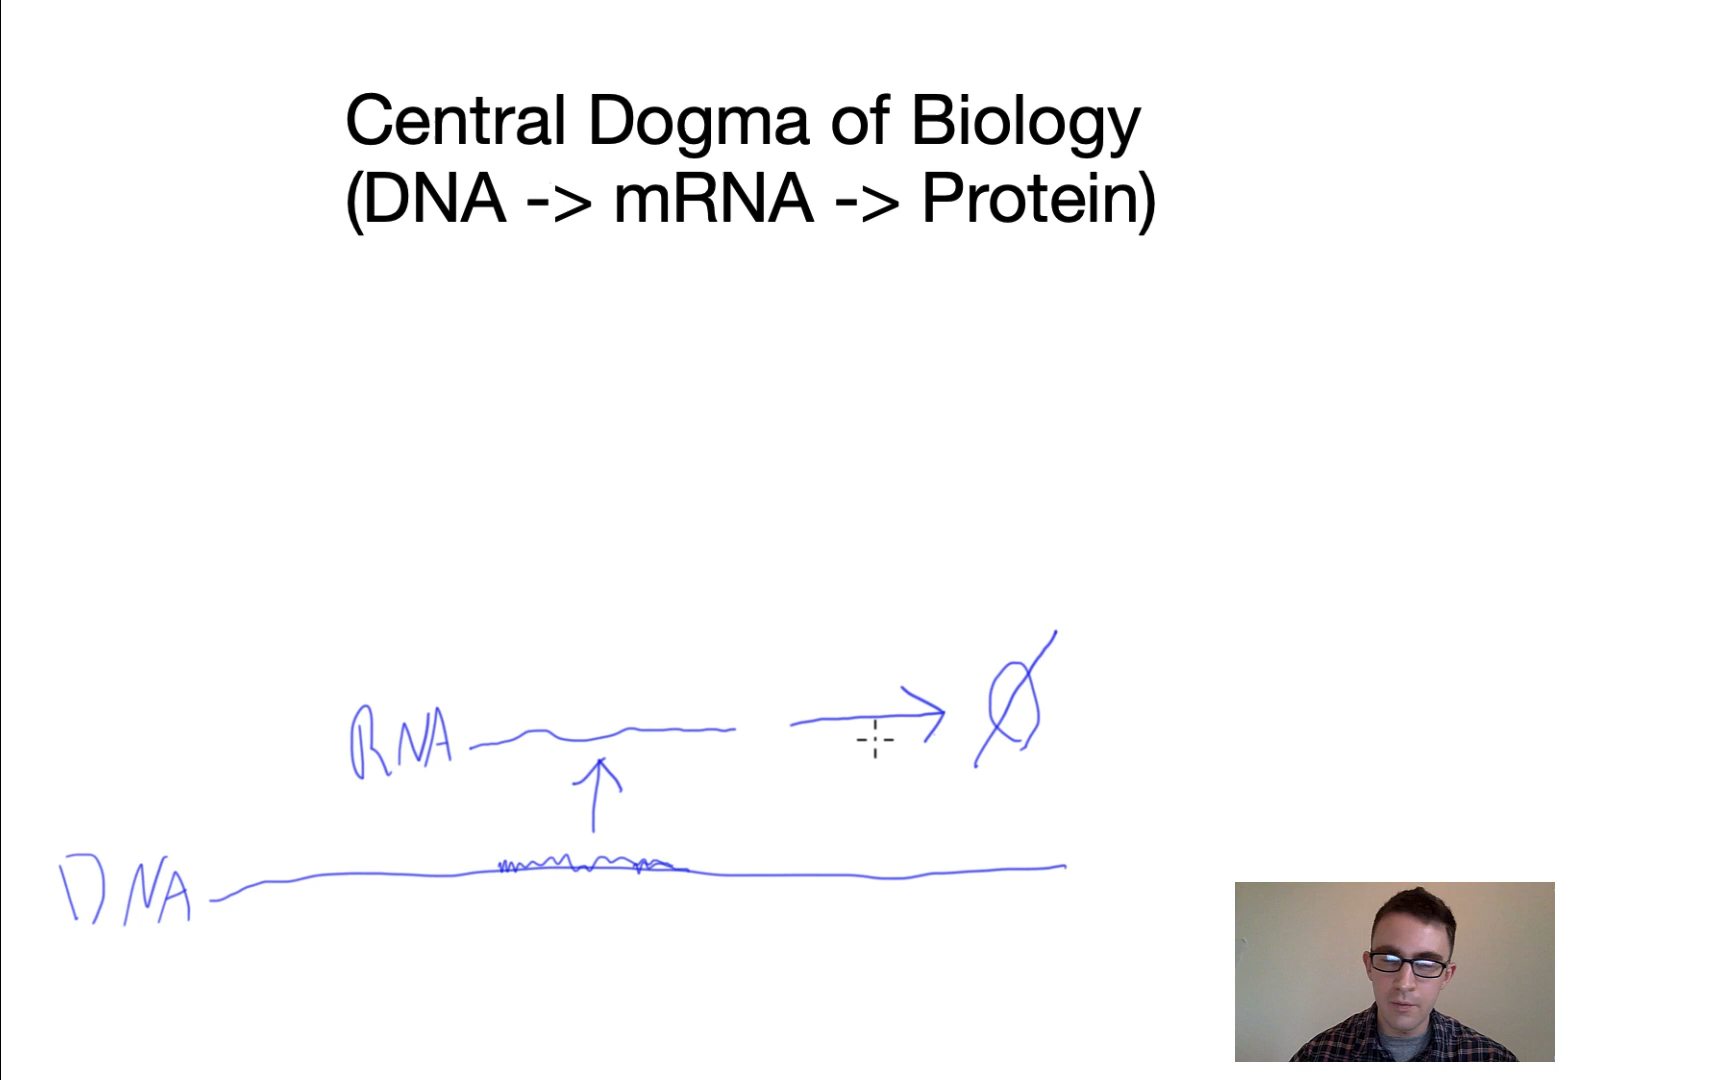 Central Dogma of Biology
(DNA -> mRNA -> Protein)
RNA
Ø
DNA